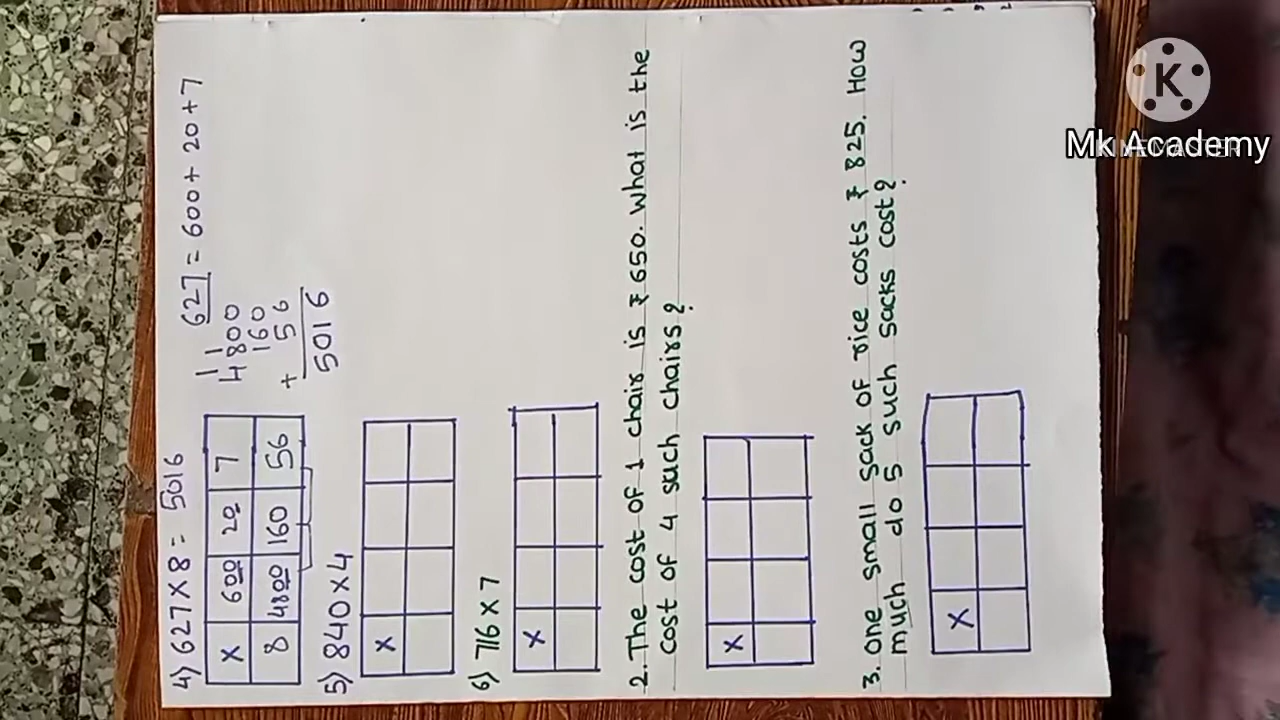 4) 627 × 8 = 5016
627 = 600 + 20 + 7
× 600 20 7
8 4800 160 56
1 1
4800
160
+ 56
5016
5) 840 × 4
×
6) 716 × 7
×
2. The cost of 1 chair is ₹ 650. What is the
cost of 4 such chairs?
×
3. One small sack of rice costs ₹ 825. How
much do 5 such sacks cost?
×
K
Mk Academy
KINEMASTER